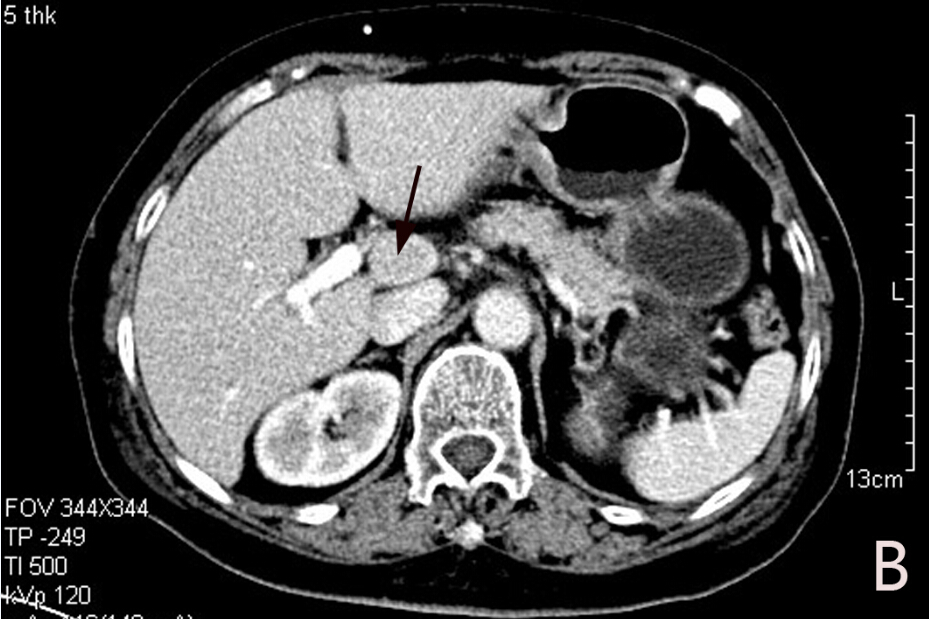 5 thk
L
13cm
FOV 344X344
TP -249
TI 500
kVp 120
B